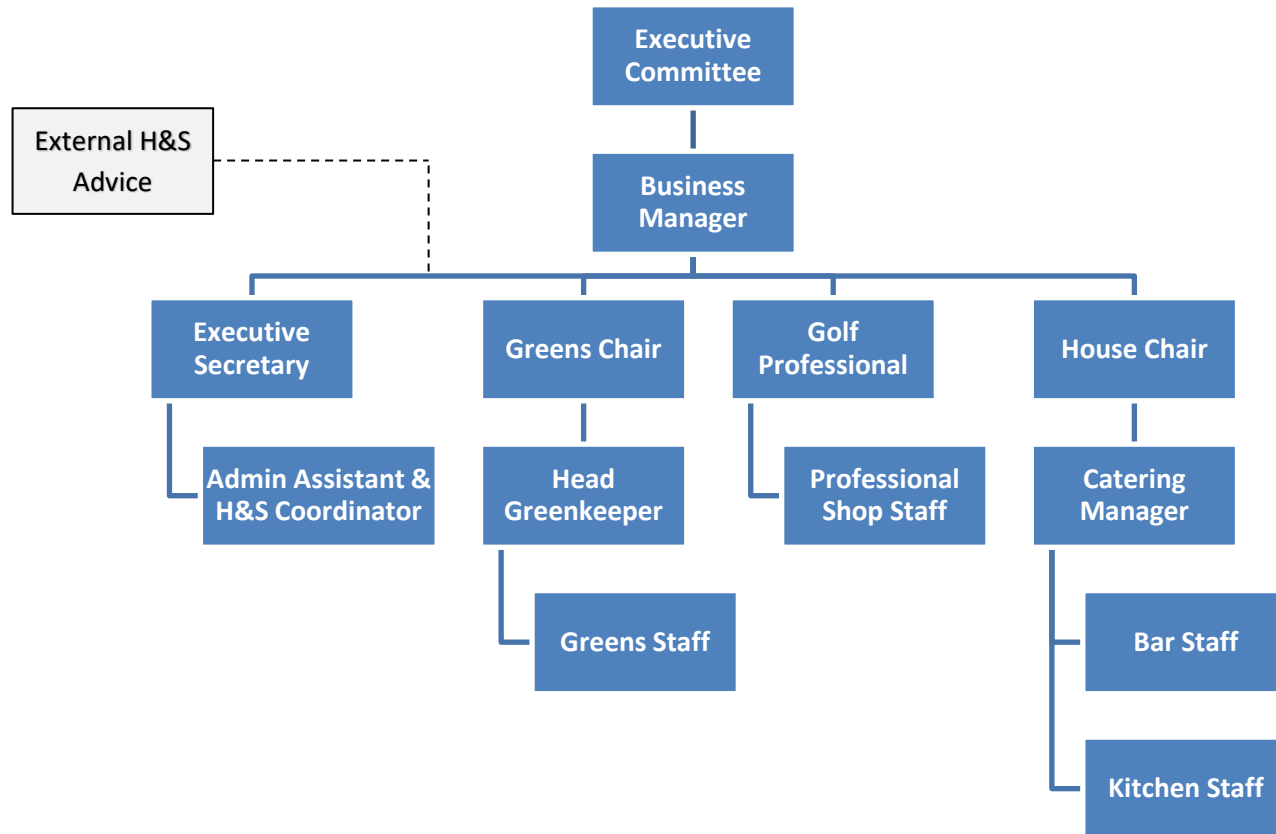 Executive
Committee
External H&S
Advice
Business
Manager
Executive
Secretary
Greens Chair
Golf
Professional
House Chair
Admin Assistant &
H&S Coordinator
Head
Greenkeeper
Professional
Shop Staff
Catering
Manager
Greens Staff
Bar Staff
Kitchen Staff